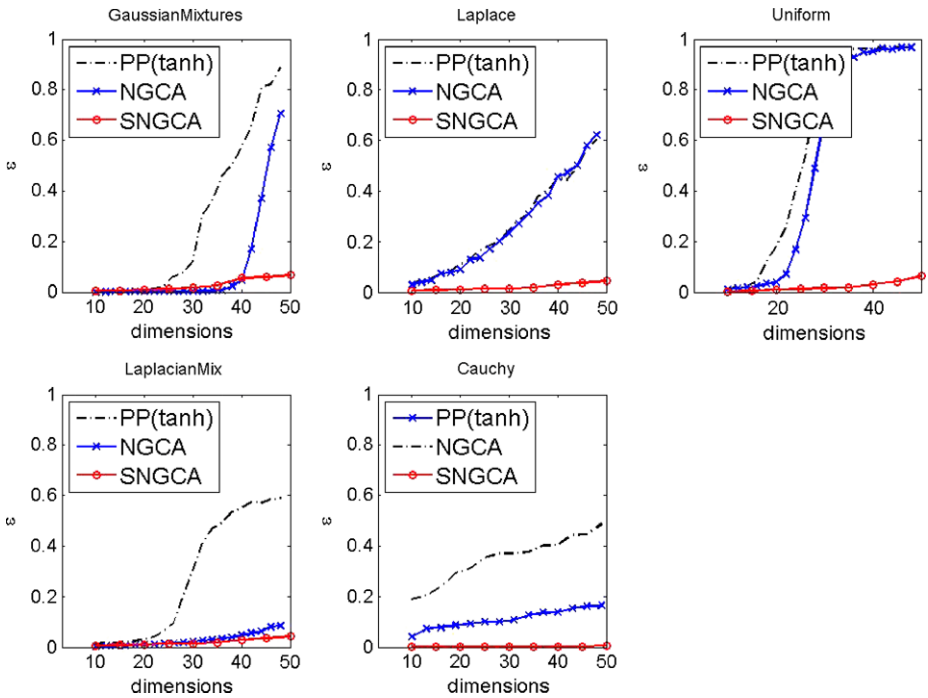 GaussianMixtures
1
0.8
0.6
0.4
0.2
0
ε
PP(tanh)
NGCA
SNGCA
10 20 30 40 50
dimensions
Laplace
1
0.8
0.6
0.4
0.2
0
ε
PP(tanh)
NGCA
SNGCA
10 20 30 40 50
dimensions
Uniform
1
0.8
0.6
0.4
0.2
0
ε
PP(tanh)
NGCA
SNGCA
20 40
dimensions
LaplacianMix
1
0.8
0.6
0.4
0.2
0
ε
PP(tanh)
NGCA
SNGCA
10 20 30 40 50
dimensions
Cauchy
1
0.8
0.6
0.4
0.2
0
ε
PP(tanh)
NGCA
SNGCA
10 20 30 40 50
dimensions